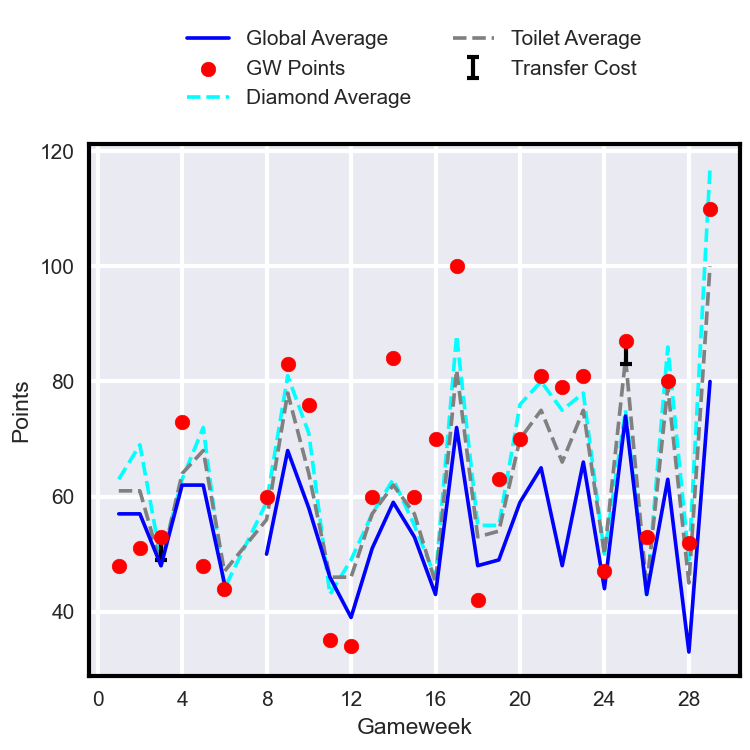 Global Average
GW Points
Diamond Average
Toilet Average
Transfer Cost
120
100
80
60
40
Points
0 4 8 12 16 20 24 28
Gameweek